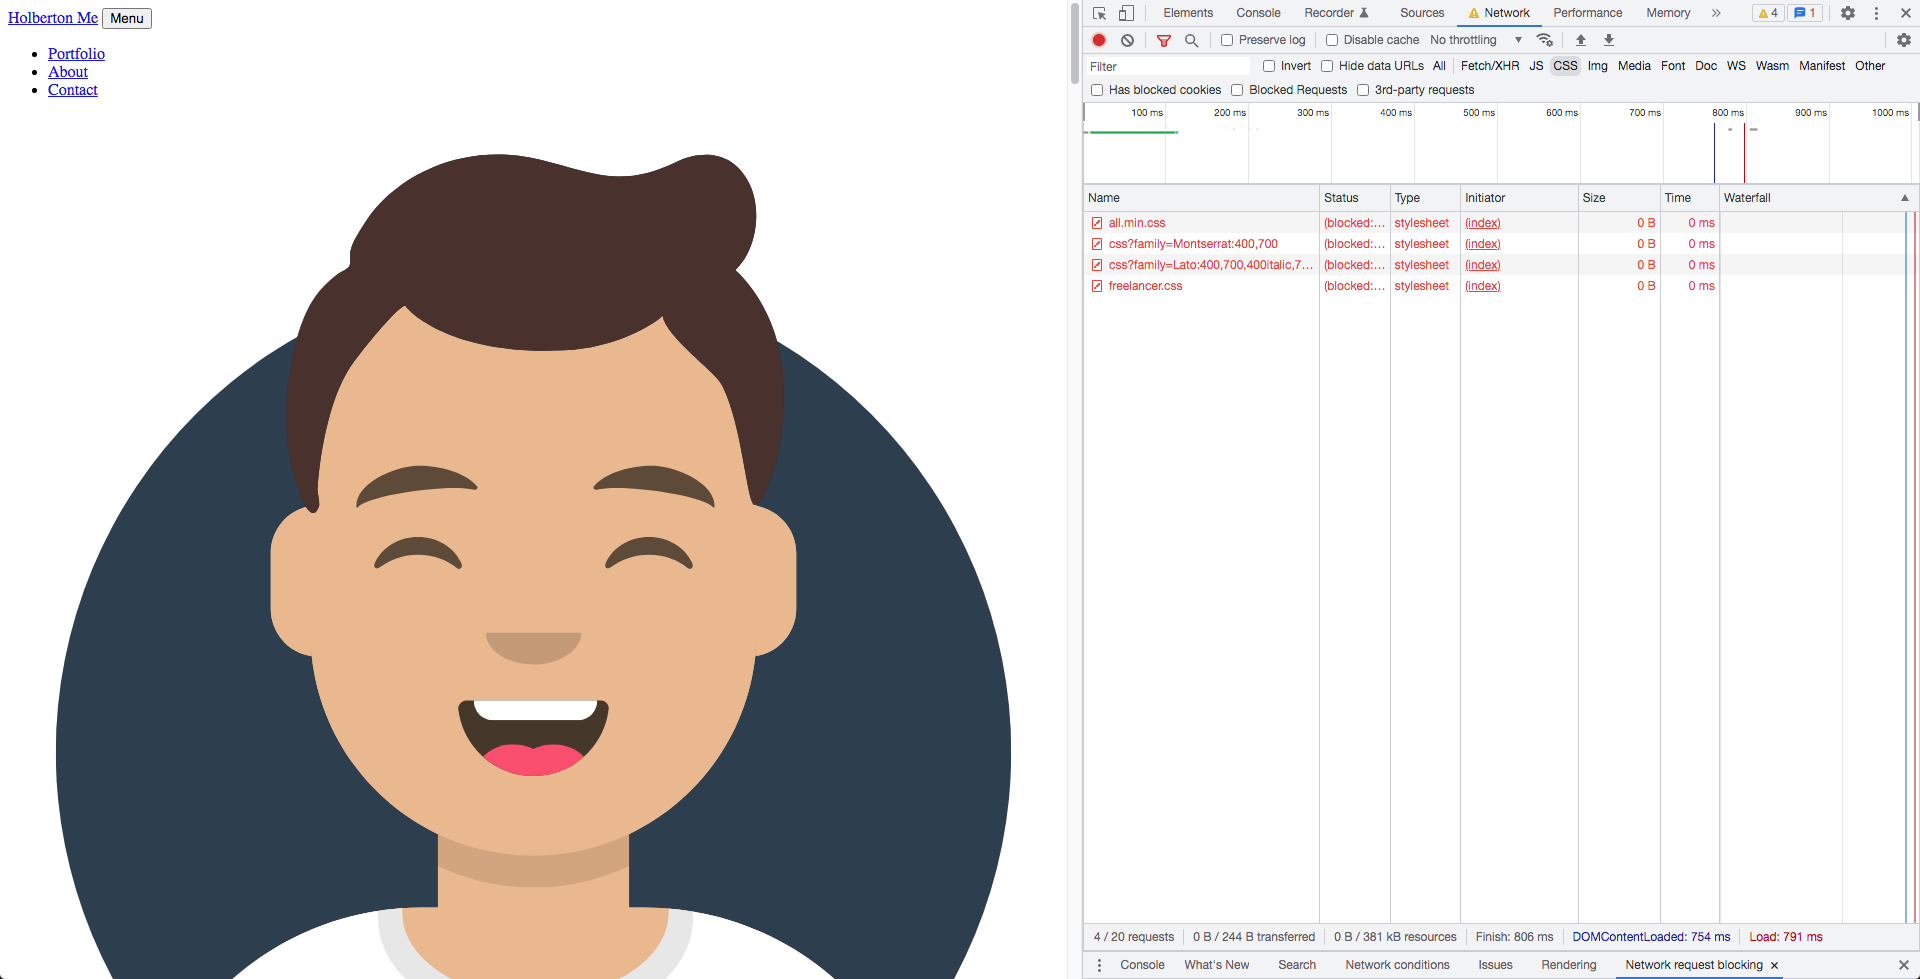 Holberton Me Menu
Portfolio
About
Contact
Elements Console Recorder Sources Network Performance Memory 4 1
Preserve log Disable cache No throttling
Filter Invert Hide data URLs All Fetch/XHR JS CSS Img Media Font Doc WS Wasm Manifest Other
Has blocked cookies Blocked Requests 3rd-party requests
100 ms 200 ms 300 ms 400 ms 500 ms 600 ms 700 ms 800 ms 900 ms 1000 ms
Name Status Type Initiator Size Time Waterfall
all.min.css (blocked:... stylesheet (index) 0 B 0 ms
css?family=Montserrat:400,700 (blocked:... stylesheet (index) 0 B 0 ms
css?family=Lato:400,700,400italic,7... (blocked:... stylesheet (index) 0 B 0 ms
freelancer.css (blocked:... stylesheet (index) 0 B 0 ms
4 / 20 requests 0 B / 244 B transferred 0 B / 381 kB resources Finish: 806 ms DOMContentLoaded: 754 ms Load: 791 ms
Console What's New Search Network conditions Issues Rendering Network request blocking